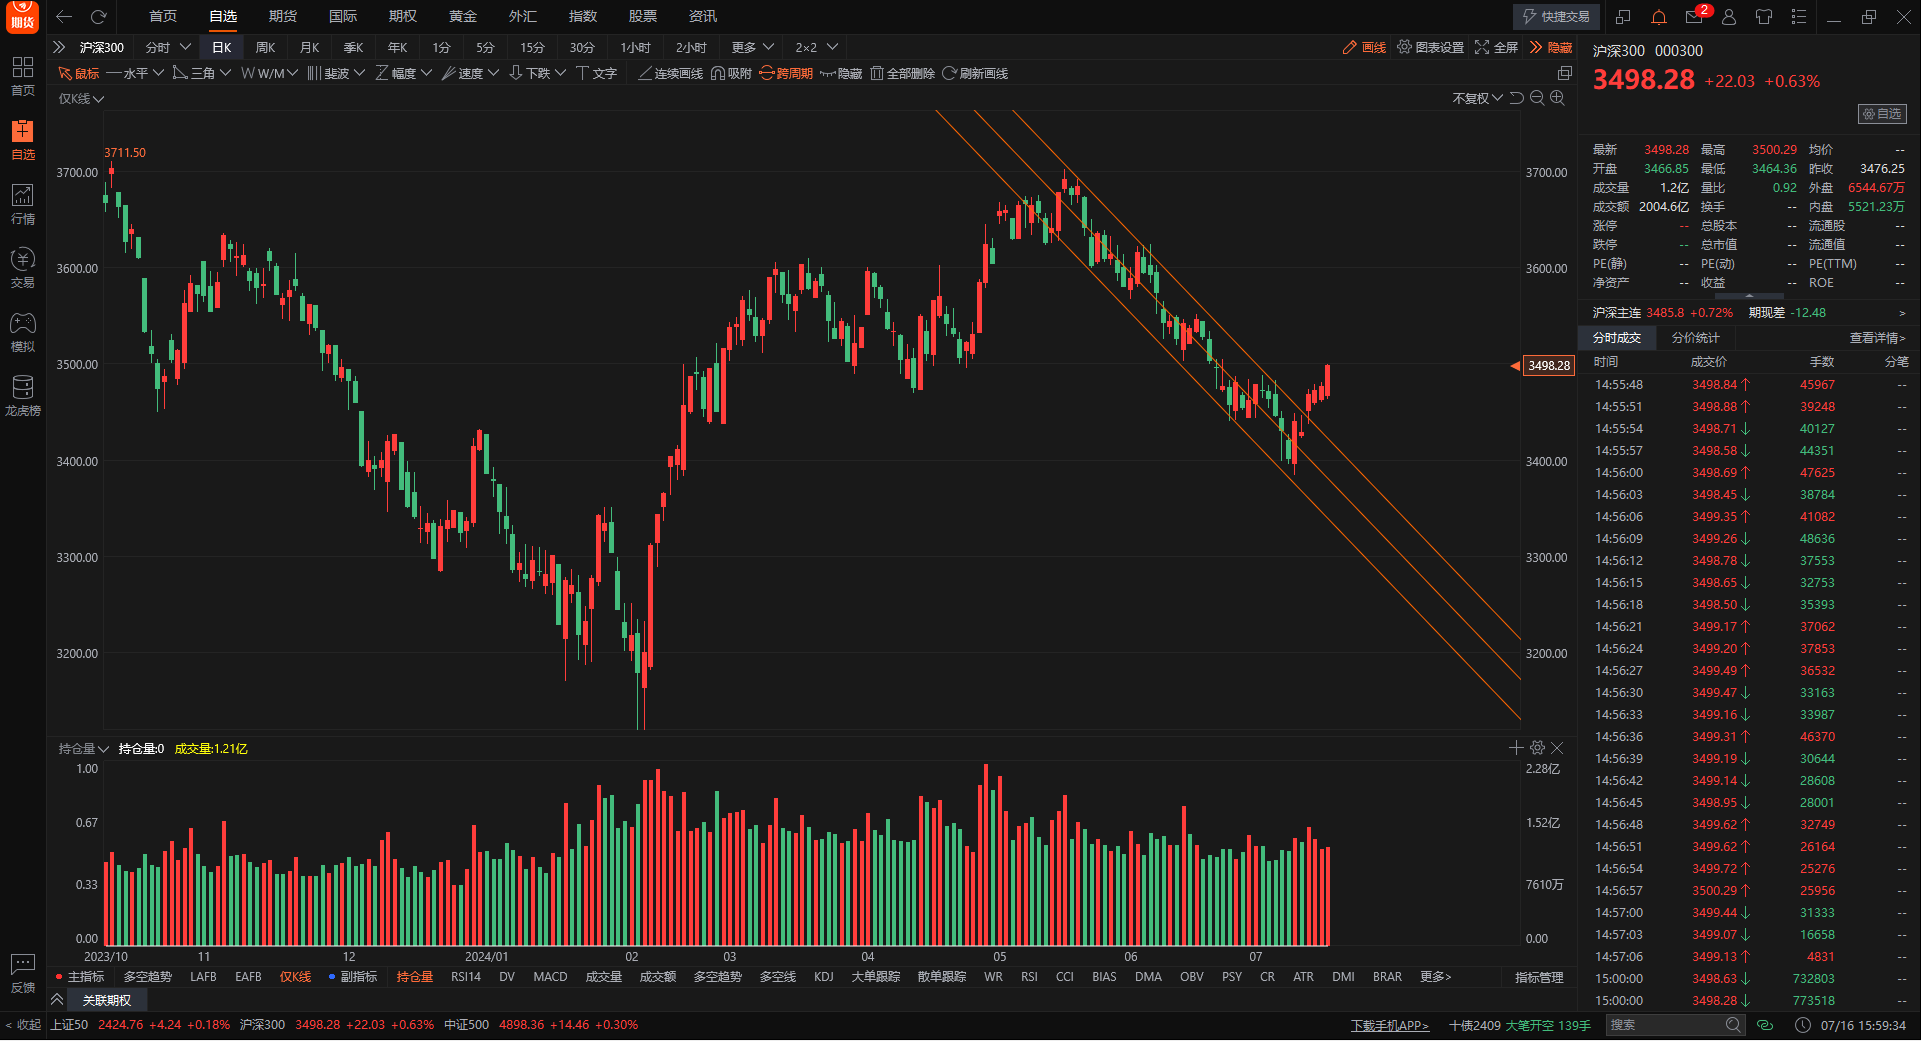 期货 首页 自选 期货 国际 期权 黄金 外汇 指数 股票 资讯 快捷交易 2
沪深300 分时 日K 周K 月K 季K 年K 1分 5分 15分 30分 1小时 2小时 更多 2×2 画线 图表设置 全屏 隐藏
鼠标 水平 三角 W/M 斐波 幅度 速度 下跌 文字 连续画线 吸附 跨周期 隐藏 全部删除 刷新画线
仅K线 不复权
首页
自选
行情
交易
模拟
龙虎榜
反馈
< 收起
3711.50
3700.00 3700.00
3600.00 3600.00
3500.00 3498.28
3400.00 3400.00
3300.00 3300.00
3200.00 3200.00
持仓量 持仓量:0 成交量:1.21亿
1.00 2.28亿
0.67 1.52亿
0.33 7610万
0.00 0.00
2023/10 11 12 2024/01 02 03 04 05 06 07
主指标 多空趋势 LAFB EAFB 仅K线 副指标 持仓量 RSI14 DV MACD 成交量 成交额 多空趋势 多空线 KDJ 大单跟踪 散单跟踪 WR RSI CCI BIAS DMA OBV PSY CR ATR DMI BRAR 更多> 指标管理
关联期权
沪深300 000300
3498.28 +22.03 +0.63%
自选
最新 3498.28 最高 3500.29 均价 --
开盘 3466.85 最低 3464.36 昨收 3476.25
成交量 1.2亿 量比 0.92 外盘 6544.67万
成交额 2004.6亿 换手 -- 内盘 5521.23万
涨停 -- 总股本 -- 流通股 --
跌停 -- 总市值 -- 流通值 --
PE(静) -- PE(动) -- PE(TTM) --
净资产 -- 收益 -- ROE --
沪深主连 3485.8 +0.72% 期现差 -12.48 >
分时成交 分价统计 查看详情>
时间 成交价 手数 分笔
14:55:48 3498.84↑ 45967 --
14:55:51 3498.88↑ 39248 --
14:55:54 3498.71↓ 40127 --
14:55:57 3498.58↓ 44351 --
14:56:00 3498.69↑ 47625 --
14:56:03 3498.45↓ 38784 --
14:56:06 3499.35↑ 41082 --
14:56:09 3499.26↓ 48636 --
14:56:12 3498.78↓ 37553 --
14:56:15 3498.65↓ 32753 --
14:56:18 3498.50↓ 35393 --
14:56:21 3499.17↑ 37062 --
14:56:24 3499.20↑ 37853 --
14:56:27 3499.49↑ 36532 --
14:56:30 3499.47↓ 33163 --
14:56:33 3499.16↓ 33987 --
14:56:36 3499.31↑ 46370 --
14:56:39 3499.19↓ 30644 --
14:56:42 3499.14↓ 28608 --
14:56:45 3498.95↓ 28001 --
14:56:48 3499.62↑ 32749 --
14:56:51 3499.62↑ 26164 --
14:56:54 3499.72↑ 25276 --
14:56:57 3500.29↑ 25956 --
14:57:00 3499.44↓ 31333 --
14:57:03 3499.07↓ 16658 --
14:57:06 3499.13↑ 4831 --
15:00:00 3498.63↓ 732803 --
15:00:00 3498.28↓ 773518 --
上证50 2424.76 +4.24 +0.18% 沪深300 3498.28 +22.03 +0.63% 中证500 4898.36 +14.46 +0.30% 下载手机APP> 十债2409 大笔开空 139手 搜索 07/16 15:59:34